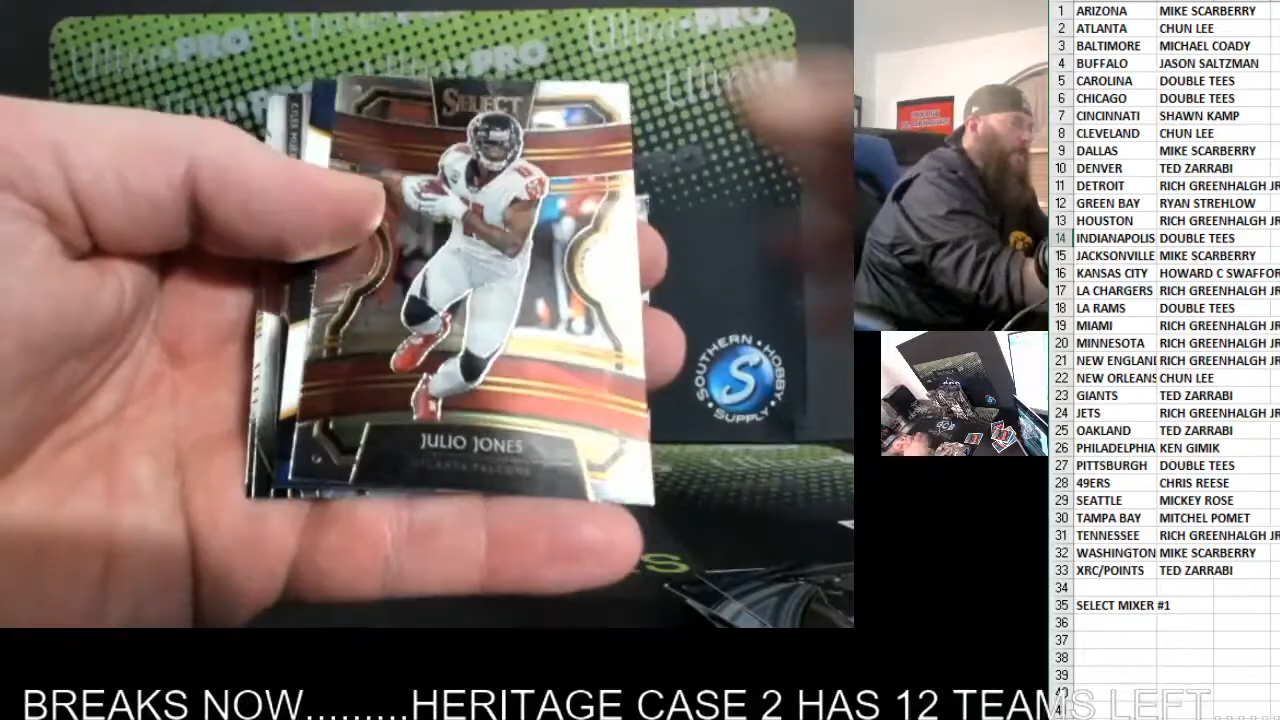 Ultra PRO
SELECT
JULIO JONES
ATLANTA FALCONS
SOUTHERN HOBBY SUPPLY
S
1 ARIZONA MIKE SCARBERRY
2 ATLANTA CHUN LEE
3 BALTIMORE MICHAEL COADY
4 BUFFALO JASON SALTZMAN
5 CAROLINA DOUBLE TEES
6 CHICAGO DOUBLE TEES
7 CINCINNATI SHAWN KAMP
8 CLEVELAND CHUN LEE
9 DALLAS MIKE SCARBERRY
10 DENVER TED ZARRABI
11 DETROIT RICH GREENHALGH JR
12 GREEN BAY RYAN STREHLOW
13 HOUSTON RICH GREENHALGH JR
14 INDIANAPOLIS DOUBLE TEES
15 JACKSONVILLE MIKE SCARBERRY
16 KANSAS CITY HOWARD C SWAFFOR
17 LA CHARGERS RICH GREENHALGH JR
18 LA RAMS DOUBLE TEES
19 MIAMI RICH GREENHALGH JR
20 MINNESOTA RICH GREENHALGH JR
21 NEW ENGLAND RICH GREENHALGH JR
22 NEW ORLEANS CHUN LEE
23 GIANTS TED ZARRABI
24 JETS RICH GREENHALGH JR
25 OAKLAND TED ZARRABI
26 PHILADELPHIA KEN GIMIK
27 PITTSBURGH DOUBLE TEES
28 49ERS CHRIS REESE
29 SEATTLE MICKEY ROSE
30 TAMPA BAY MITCHEL POMET
31 TENNESSEE RICH GREENHALGH JR
32 WASHINGTON MIKE SCARBERRY
33 XRC/POINTS TED ZARRABI
34
35 SELECT MIXER #1
36
37
38
39
BREAKS NOW.........HERITAGE CASE 2 HAS 12 TEAMS LEFT